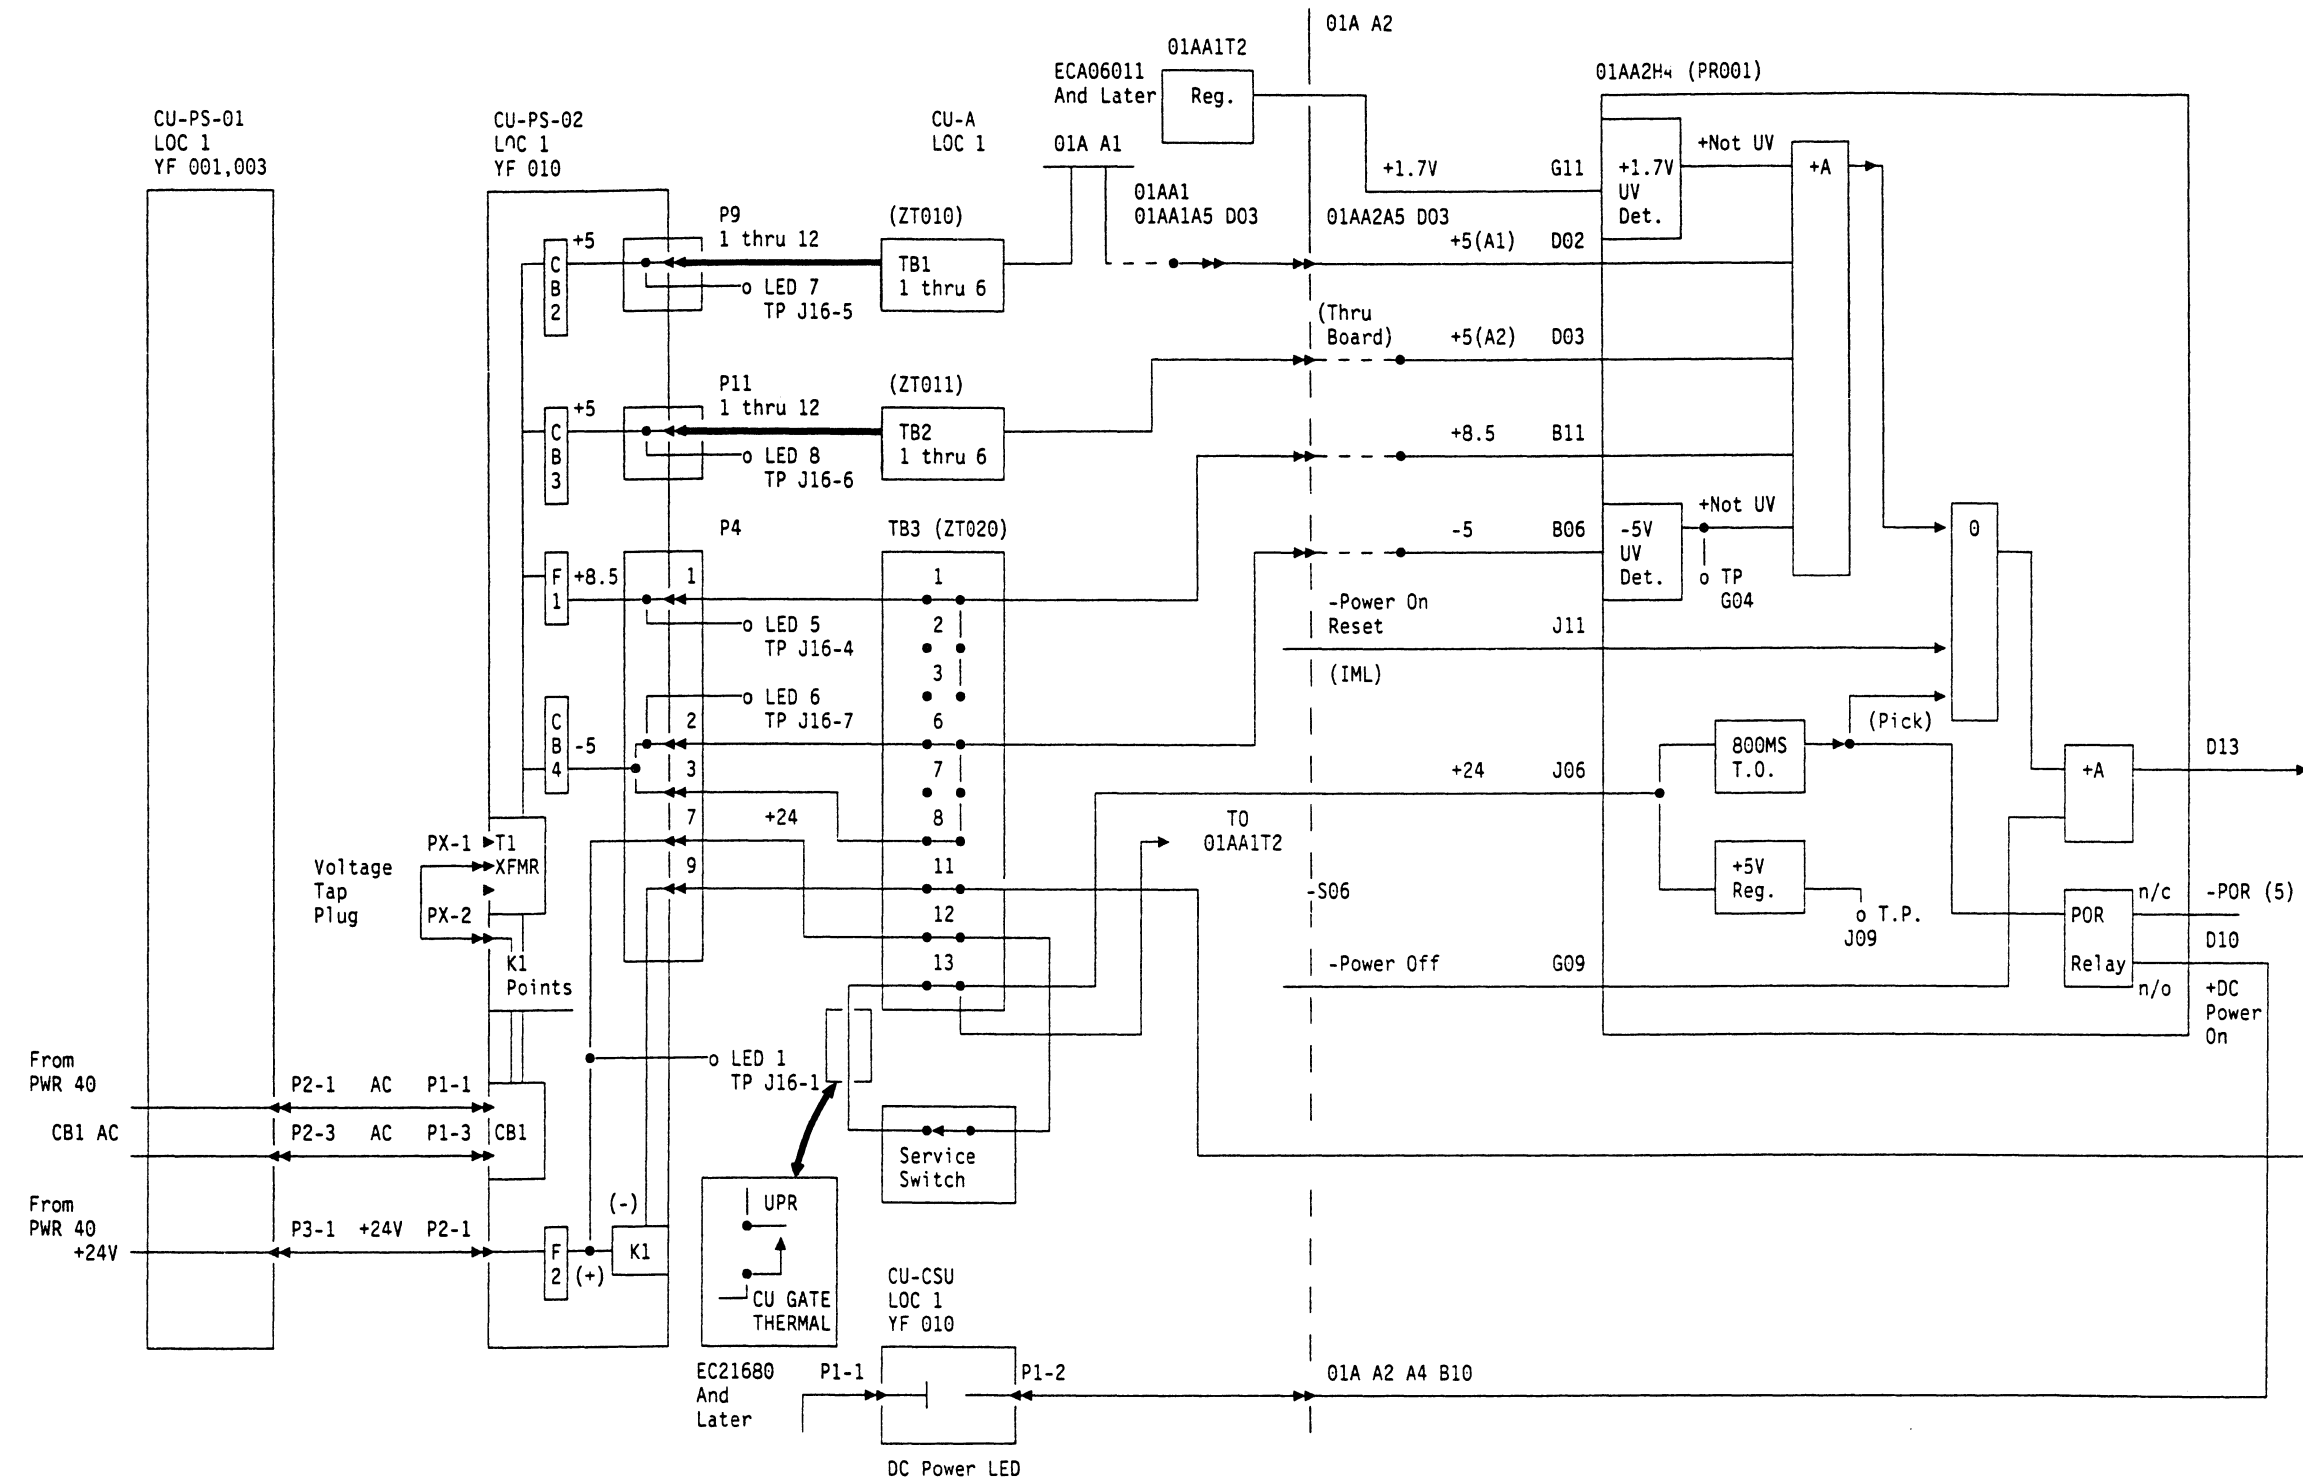 01A A2
01AA1T2
ECA06011
And Later
Reg.
01AA2H4 (PR001)
CU-PS-01
LOC 1
YF 001,003
CU-PS-02
LOC 1
YF 010
CU-A
LOC 1
01A A1
+1.7V
G11
+1.7V
UV
Det.
+Not UV
+A
01AA1
01AA1A5 D03
01AA2A5 D03
+5(A1)
D02
P9
1 thru 12
(ZT010)
TB1
1 thru 6
+5
C
B
2
LED 7
TP J16-5
(Thru
Board)
+5(A2)
D03
P11
1 thru 12
(ZT011)
TB2
1 thru 6
+5
C
B
3
LED 8
TP J16-6
+8.5
B11
P4
TB3 (ZT020)
-5
B06
-5V
UV
Det.
+Not UV
TP
G04
0
F
1
+8.5
1
LED 5
TP J16-4
1
2
3
6
7
8
11
12
13
-Power On
Reset
J11
(IML)
LED 6
TP J16-7
C
B
4
-5
2
3
7
+24
9
(Pick)
800MS
T.O.
+24
J06
+A
D13
TO
01AA1T2
PX-1
T1
XFMR
Voltage
Tap
Plug
PX-2
K1
Points
-S06
+5V
Reg.
T.P.
J09
POR
Relay
n/c
-POR (5)
D10
n/o
+DC
Power
On
-Power Off
G09
From
PWR 40
P2-1
AC
P1-1
CB1 AC
P2-3
AC
P1-3
CB1
LED 1
TP J16-1
Service
Switch
From
PWR 40
+24V
P3-1
+24V
P2-1
F
2
(-)
(+)
K1
UPR
CU GATE
THERMAL
EC21680
And
Later
CU-CSU
LOC 1
YF 010
P1-1
P1-2
01A A2 A4 B10
DC Power LED